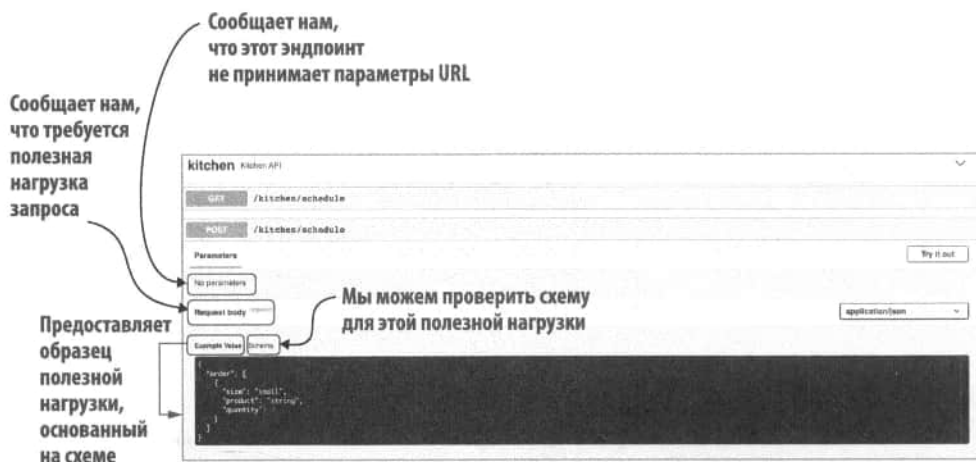 Сообщает нам,
что этот эндпоинт
не принимает параметры URL
Сообщает нам,
что требуется
полезная
нагрузка
запроса
kitchen Kitchen API
GET /kitchen/schedule
POST /kitchen/schedule
Parameters
Try it out
No parameters
Request body required
application/json
Мы можем проверить схему
для этой полезной нагрузки
Предоставляет
образец
полезной
нагрузки,
основанный
на схеме
Example Value Schema
{
"order": [
{
"size": "small",
"product": "string",
"quantity"
}
]
}